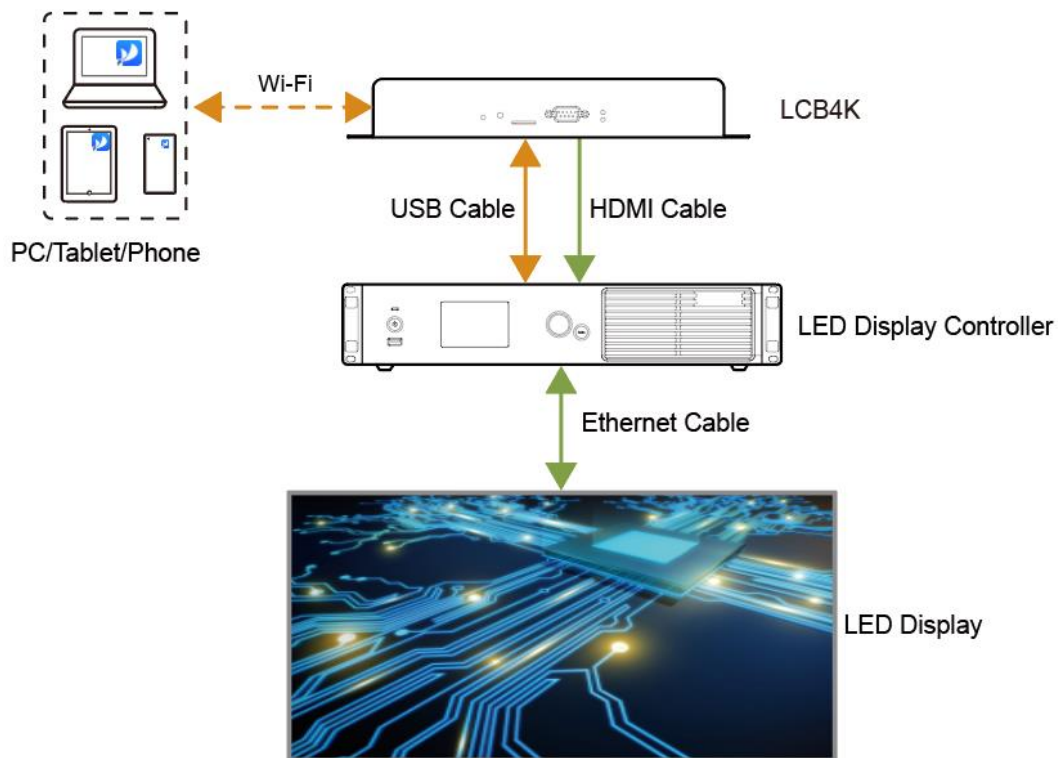 Wi-Fi
LCB4K
USB Cable
HDMI Cable
PC/Tablet/Phone
LED Display Controller
Ethernet Cable
LED Display